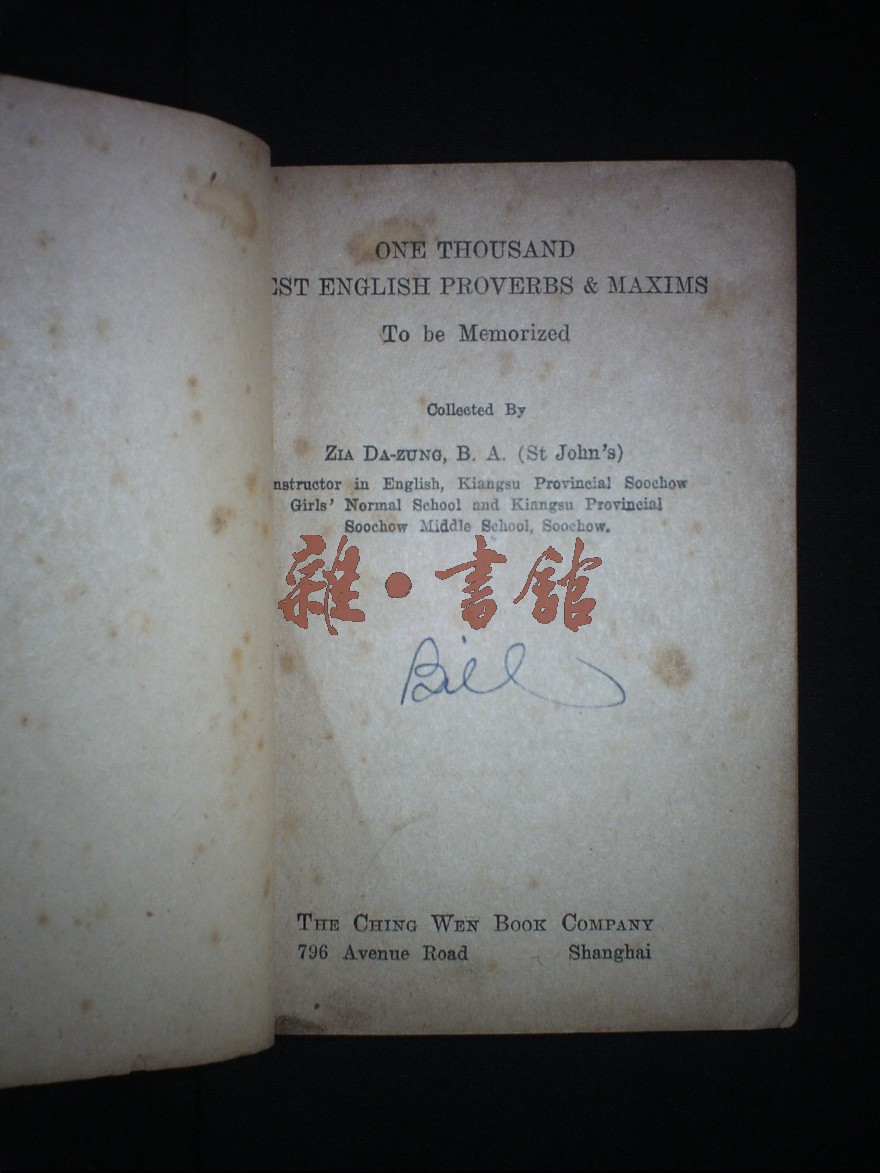 ONE THOUSAND
EST ENGLISH PROVERBS & MAXIMS
To be Memorized
Collected By
ZIA DA-ZUNG, B. A. (St John's)
nstructor in English, Kiangsu Provincial Soochow
Girls' Normal School and Kiangsu Provincial
Soochow Middle School, Soochow.
雜·書館
Bill
THE CHING WEN BOOK COMPANY
796 Avenue Road Shanghai